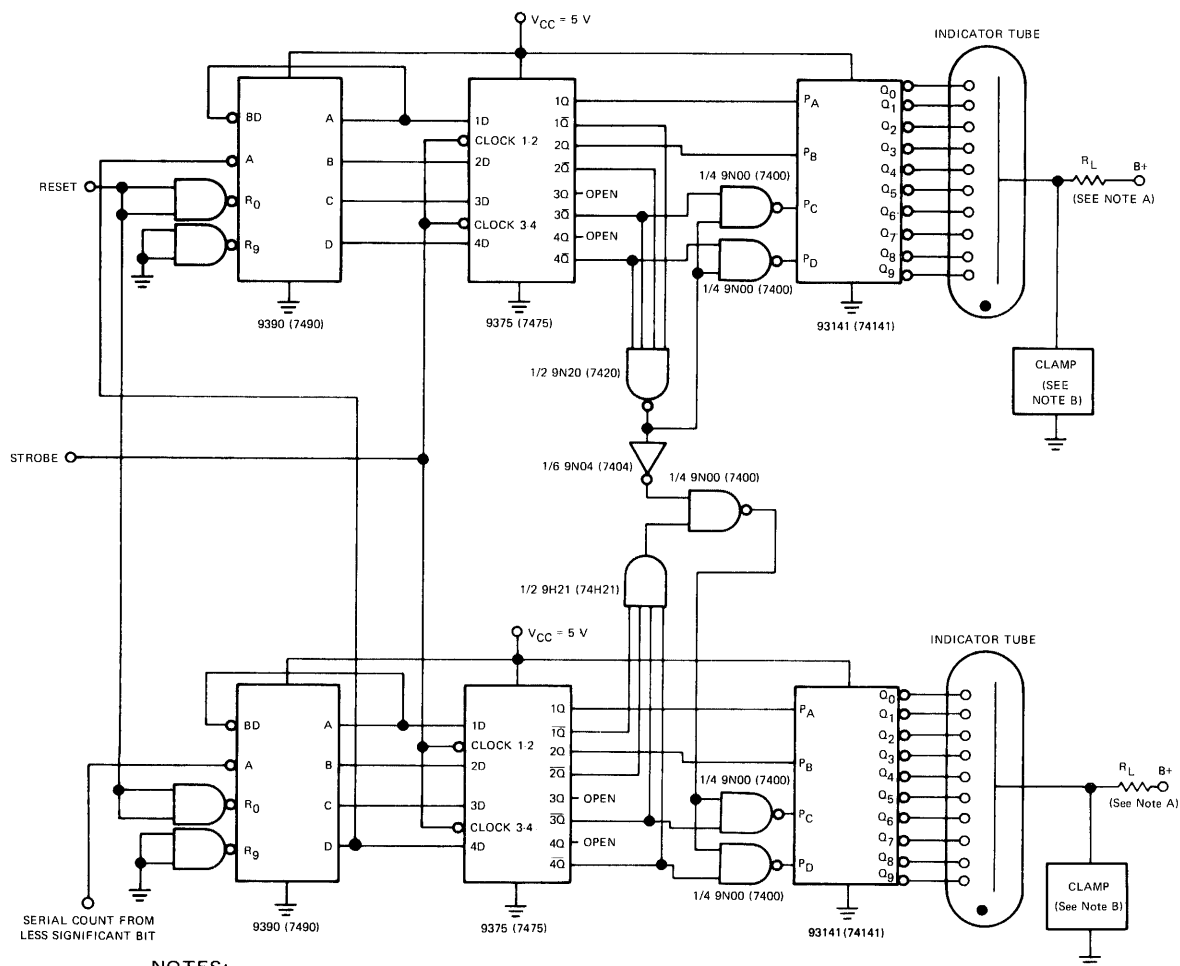 V_CC = 5 V
INDICATOR TUBE
BD
A
A
B
C
D
R_0
R_9
RESET
1D
CLOCK 1-2
2D
3D
CLOCK 3-4
4D
1Q
1Q̅
2Q
2Q̅
3Q
OPEN
3Q̅
4Q
OPEN
4Q̅
1/4 9N00 (7400)
1/4 9N00 (7400)
P_A
P_B
P_C
P_D
Q_0
Q_1
Q_2
Q_3
Q_4
Q_5
Q_6
Q_7
Q_8
Q_9
R_L
B+
(SEE NOTE A)
9390 (7490)
9375 (7475)
93141 (74141)
CLAMP
(SEE
NOTE B)
1/2 9N20 (7420)
STROBE
1/6 9N04 (7404)
1/4 9N00 (7400)
1/2 9H21 (74H21)
V_CC = 5 V
INDICATOR TUBE
BD
A
A
B
C
D
R_0
R_9
1D
CLOCK 1-2
2D
3D
CLOCK 3-4
4D
1Q
1Q̅
2Q
2Q̅
3Q
OPEN
3Q̅
4Q
OPEN
4Q̅
1/4 9N00 (7400)
1/4 9N00 (7400)
P_A
P_B
P_C
P_D
Q_0
Q_1
Q_2
Q_3
Q_4
Q_5
Q_6
Q_7
Q_8
Q_9
R_L
B+
(See Note A)
CLAMP
(See Note B)
SERIAL COUNT FROM
LESS SIGNIFICANT BIT
9390 (7490)
9375 (7475)
93141 (74141)
NOTES: